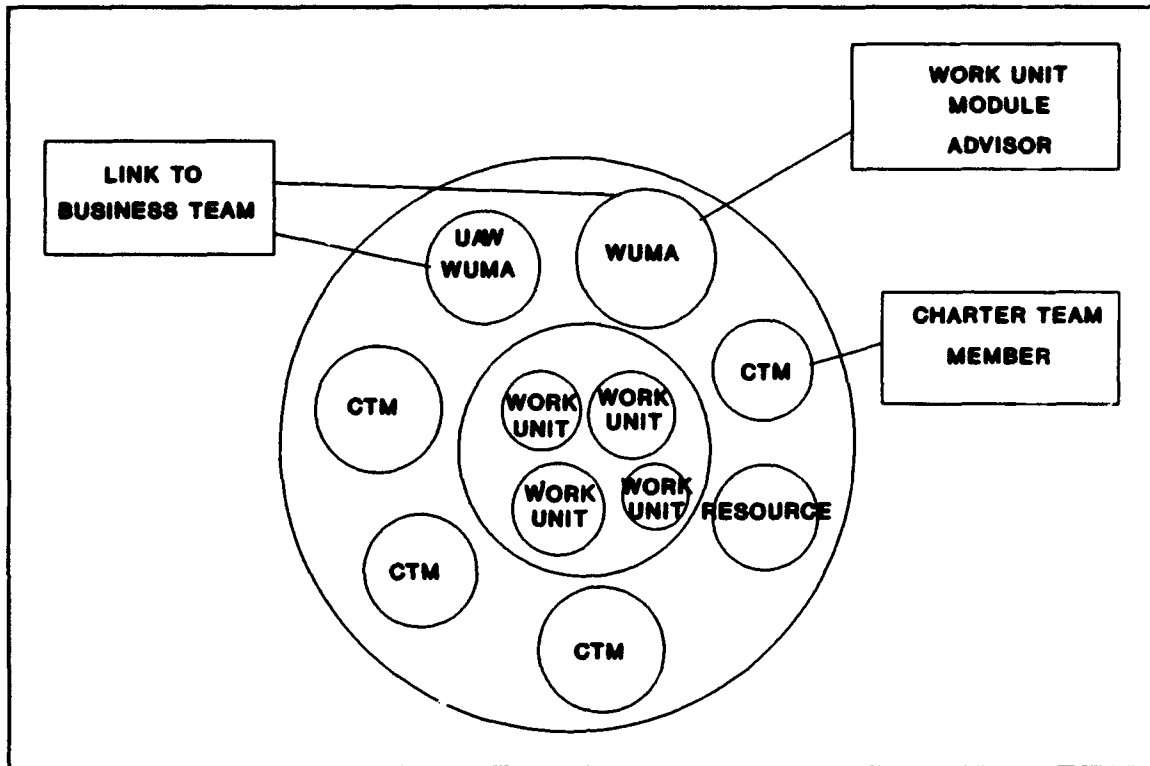 WORK UNIT
MODULE
ADVISOR
LINK TO
BUSINESS TEAM
UAW
WUMA
WUMA
CHARTER TEAM
MEMBER
CTM
CTM
WORK
UNIT
WORK
UNIT
WORK
UNIT
WORK
UNIT
RESOURCE
CTM
CTM